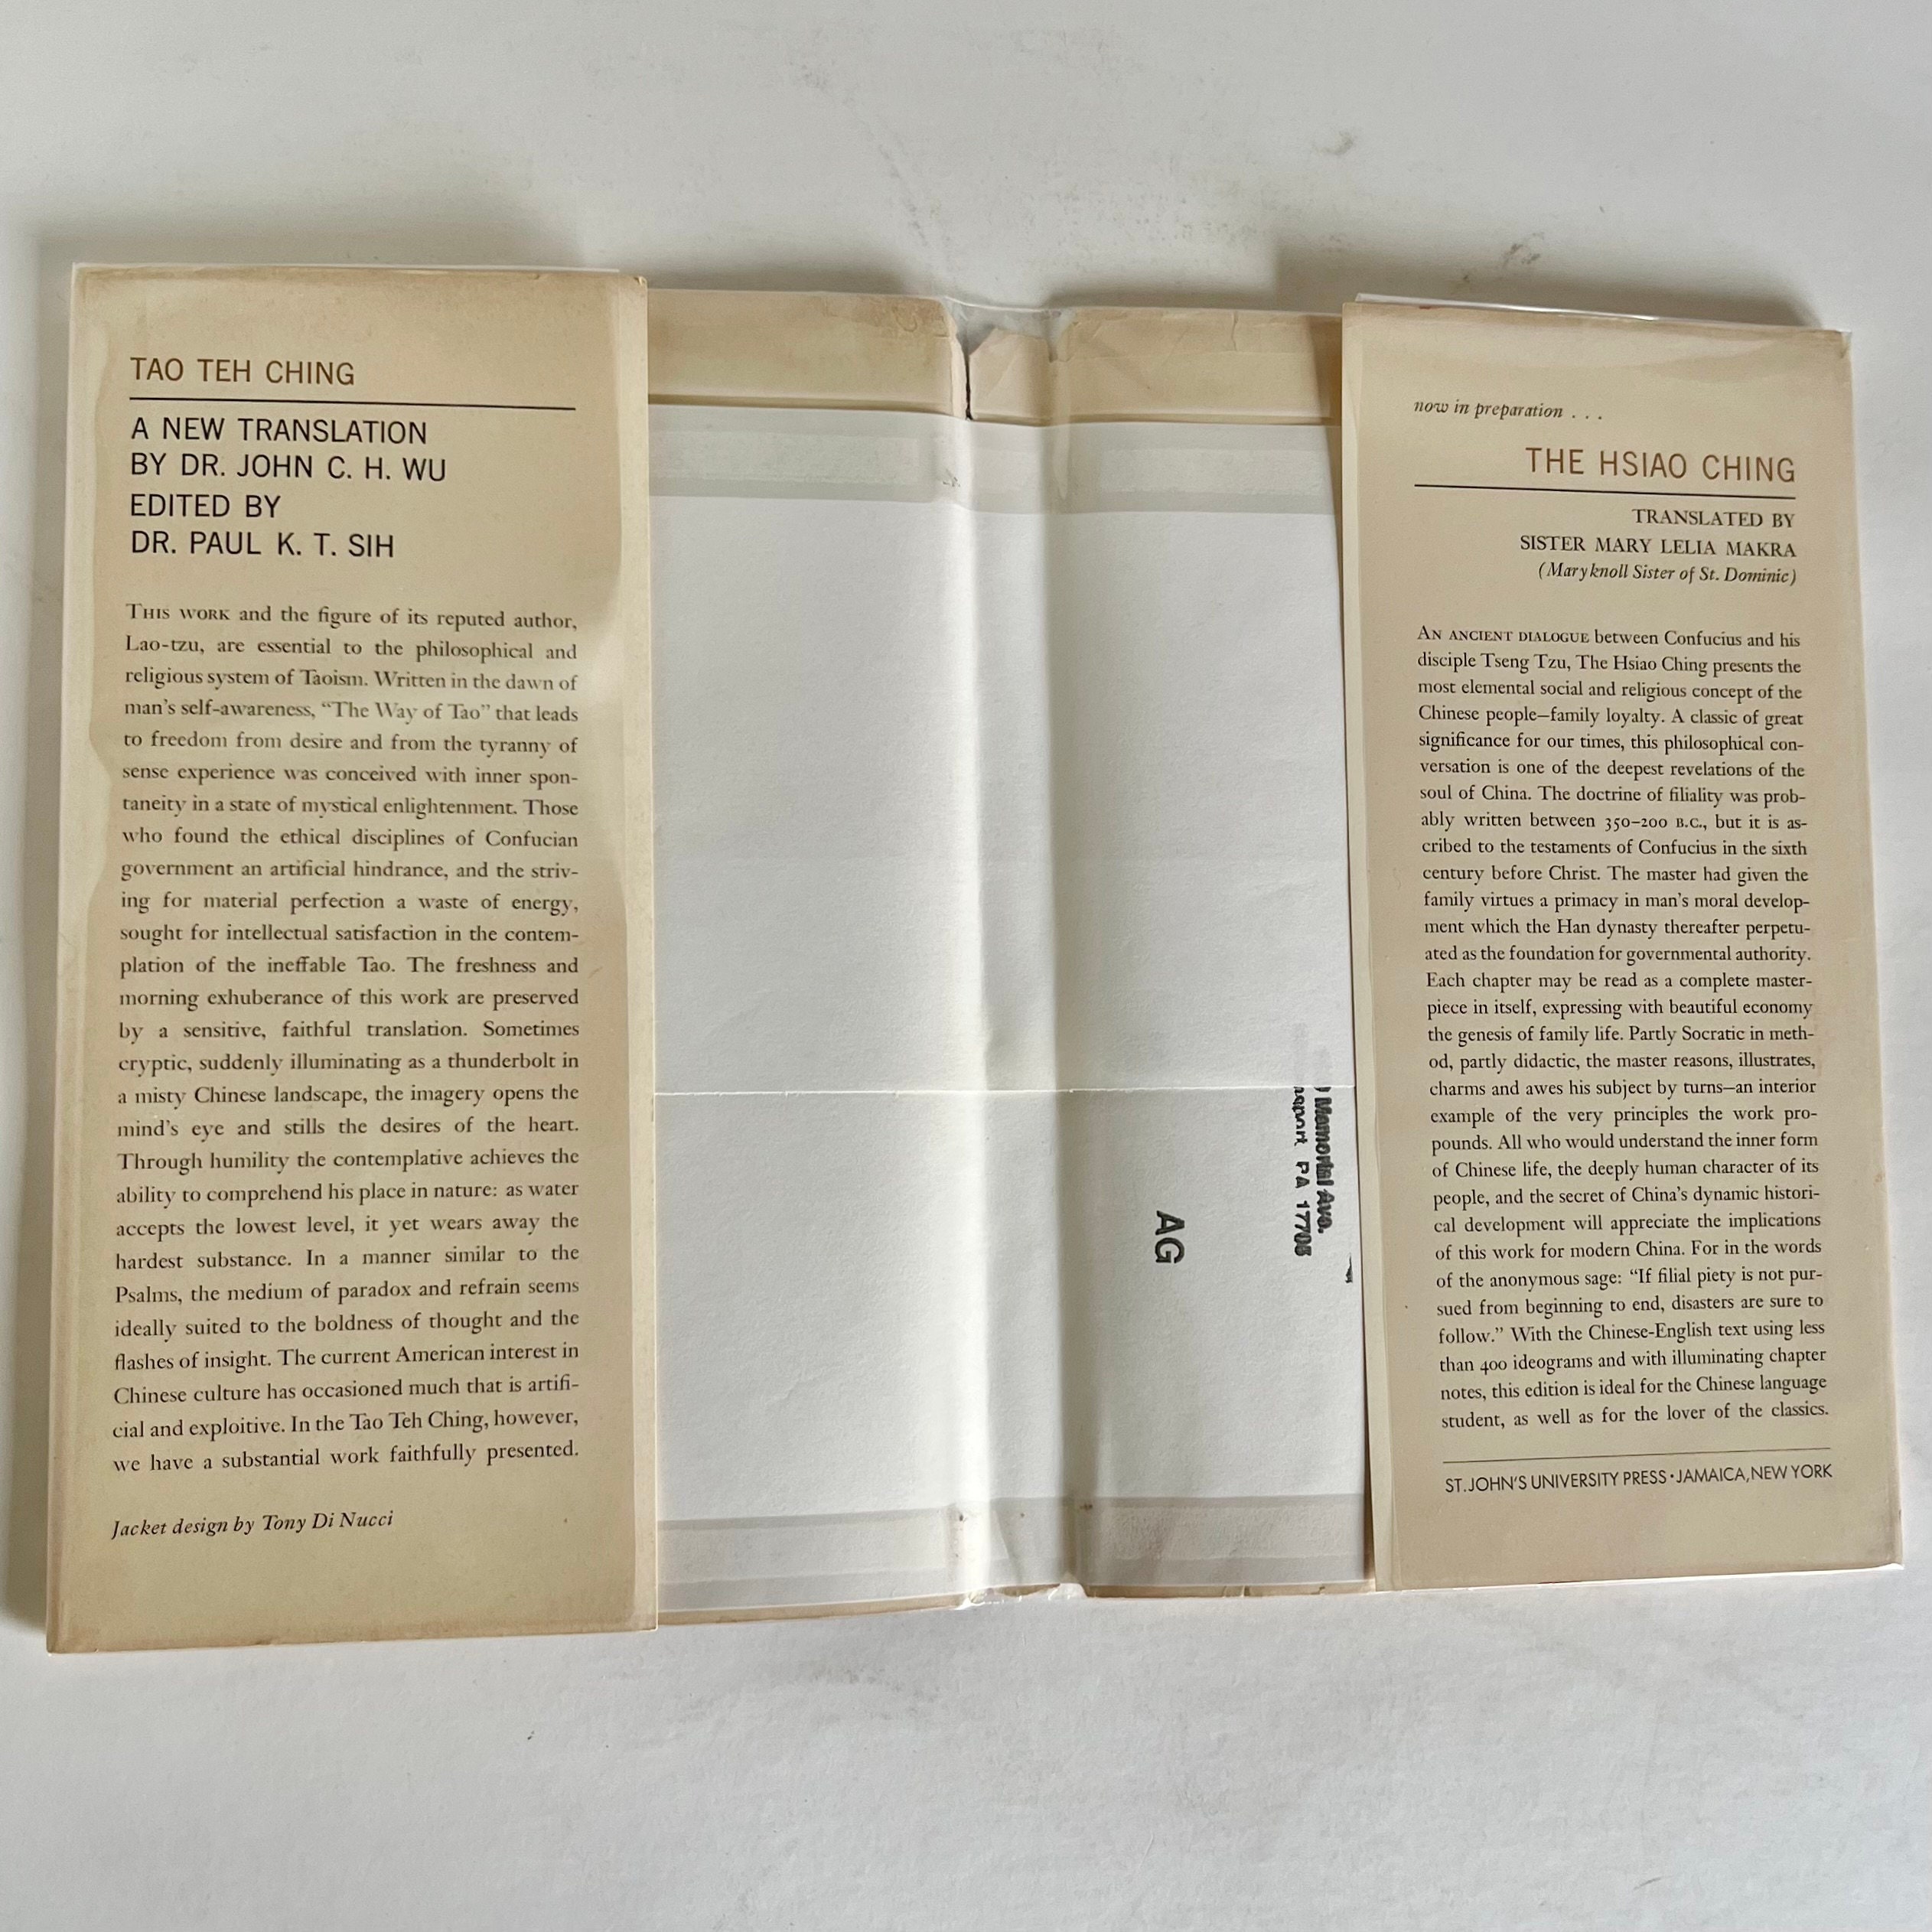 TAO TEH CHING
A NEW TRANSLATION
BY DR. JOHN C. H. WU
EDITED BY
DR. PAUL K. T. SIH
THIS WORK and the figure of its reputed author,
Lao-tzu, are essential to the philosophical and
religious system of Taoism. Written in the dawn of
man's self-awareness, “The Way of Tao” that leads
to freedom from desire and from the tyranny of
sense experience was conceived with inner spon-
taneity in a state of mystical enlightenment. Those
who found the ethical disciplines of Confucian
government an artificial hindrance, and the striv-
ing for material perfection a waste of energy,
sought for intellectual satisfaction in the contem-
plation of the ineffable Tao. The freshness and
morning exhuberance of this work are preserved
by a sensitive, faithful translation. Sometimes
cryptic, suddenly illuminating as a thunderbolt in
a misty Chinese landscape, the imagery opens the
mind's eye and stills the desires of the heart.
Through humility the contemplative achieves the
ability to comprehend his place in nature: as water
accepts the lowest level, it yet wears away the
hardest substance. In a manner similar to the
Psalms, the medium of paradox and refrain seems
ideally suited to the boldness of thought and the
flashes of insight. The current American interest in
Chinese culture has occasioned much that is artifi-
cial and exploitive. In the Tao Teh Ching, however,
we have a substantial work faithfully presented.
Jacket design by Tony Di Nucci
Memorial Ave.
PA 17705
AG
now in preparation . . .
THE HSIAO CHING
TRANSLATED BY
SISTER MARY LELIA MAKRA
(Maryknoll Sister of St. Dominic)
AN ANCIENT DIALOGUE between Confucius and his
disciple Tseng Tzu, The Hsiao Ching presents the
most elemental social and religious concept of the
Chinese people—family loyalty. A classic of great
significance for our times, this philosophical con-
versation is one of the deepest revelations of the
soul of China. The doctrine of filiality was prob-
ably written between 350–200 B.C., but it is as-
cribed to the testaments of Confucius in the sixth
century before Christ. The master had given the
family virtues a primacy in man's moral develop-
ment which the Han dynasty thereafter perpetu-
ated as the foundation for governmental authority.
Each chapter may be read as a complete master-
piece in itself, expressing with beautiful economy
the genesis of family life. Partly Socratic in meth-
od, partly didactic, the master reasons, illustrates,
charms and awes his subject by turns—an interior
example of the very principles the work pro-
pounds. All who would understand the inner form
of Chinese life, the deeply human character of its
people, and the secret of China's dynamic histori-
cal development will appreciate the implications
of this work for modern China. For in the words
of the anonymous sage: “If filial piety is not pur-
sued from beginning to end, disasters are sure to
follow.” With the Chinese-English text using less
than 400 ideograms and with illuminating chapter
notes, this edition is ideal for the Chinese language
student, as well as for the lover of the classics.
ST. JOHN'S UNIVERSITY PRESS • JAMAICA, NEW YORK